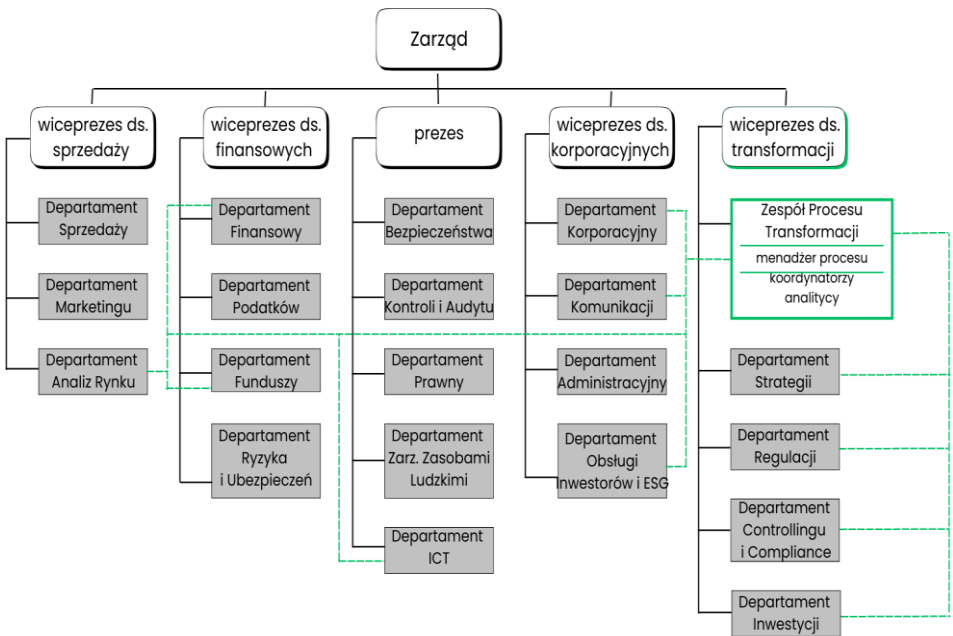 Zarząd
wiceprezes ds.
sprzedaży
wiceprezes ds.
finansowych
prezes
wiceprezes ds.
korporacyjnych
wiceprezes ds.
transformacji
Departament
Sprzedaży
Departament
Marketingu
Departament
Analiz Rynku
Departament
Finansowy
Departament
Podatków
Departament
Funduszy
Departament
Ryzyka
i Ubezpieczeń
Departament
Bezpieczeństwa
Departament
Kontroli i Audytu
Departament
Prawny
Departament
Zarz. Zasobami
Ludzkimi
Departament
ICT
Departament
Korporacyjny
Departament
Komunikacji
Departament
Administracyjny
Departament
Obsługi
Inwestorów i ESG
Zespół Procesu
Transformacji
menadżer procesu
koordynatorzy
analitycy
Departament
Strategii
Departament
Regulacji
Departament
Controllingu
i Compliance
Departament
Inwestycji